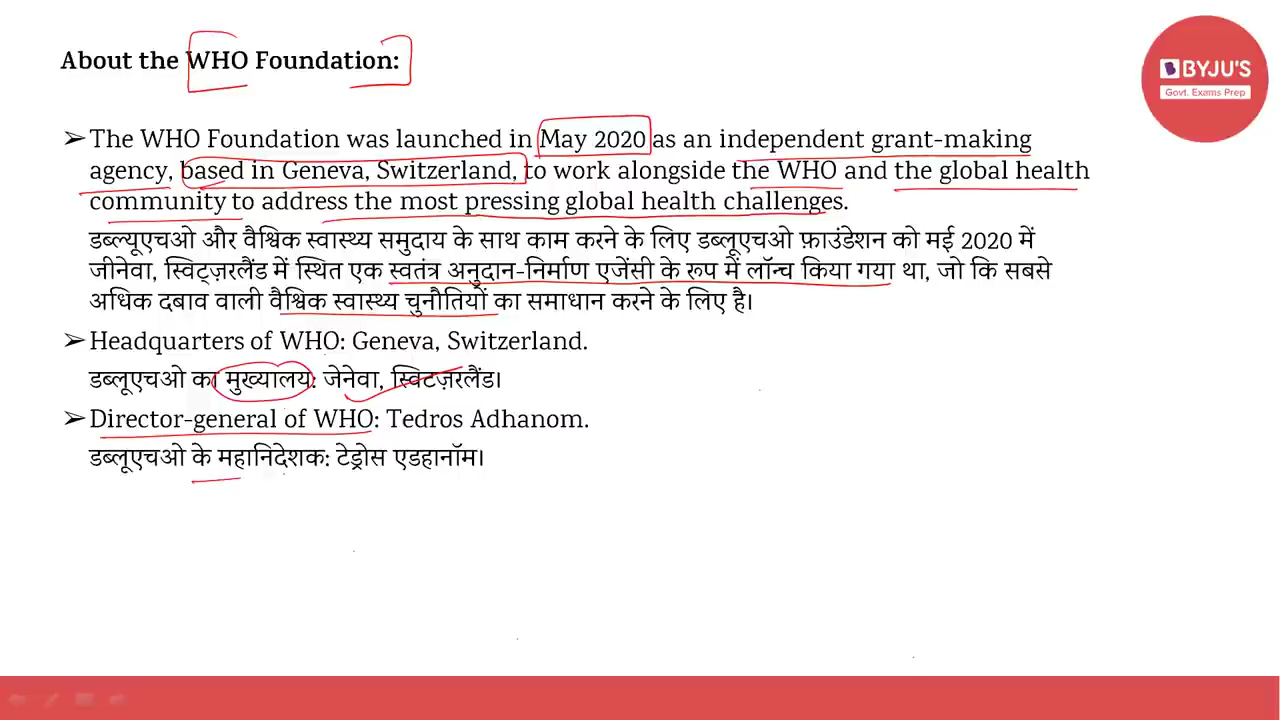 About the WHO Foundation:
BYJU'S
Govt. Exams Prep
➢ The WHO Foundation was launched in May 2020 as an independent grant-making
agency, based in Geneva, Switzerland, to work alongside the WHO and the global health
community to address the most pressing global health challenges.
डब्ल्यूएचओ और वैश्विक स्वास्थ्य समुदाय के साथ काम करने के लिए डब्लूएचओ फ़ाउंडेशन को मई 2020 में
जीनेवा, स्विट्ज़रलैंड में स्थित एक स्वतंत्र अनुदान-निर्माण एजेंसी के रूप में लॉन्च किया गया था, जो कि सबसे
अधिक दबाव वाली वैश्विक स्वास्थ्य चुनौतियों का समाधान करने के लिए है।
➢ Headquarters of WHO: Geneva, Switzerland.
डब्लूएचओ का मुख्यालय: जेनेवा, स्विटज़रलैंड।
➢ Director-general of WHO: Tedros Adhanom.
डब्लूएचओ के महानिदेशक: टेड्रोस एडहानॉम।